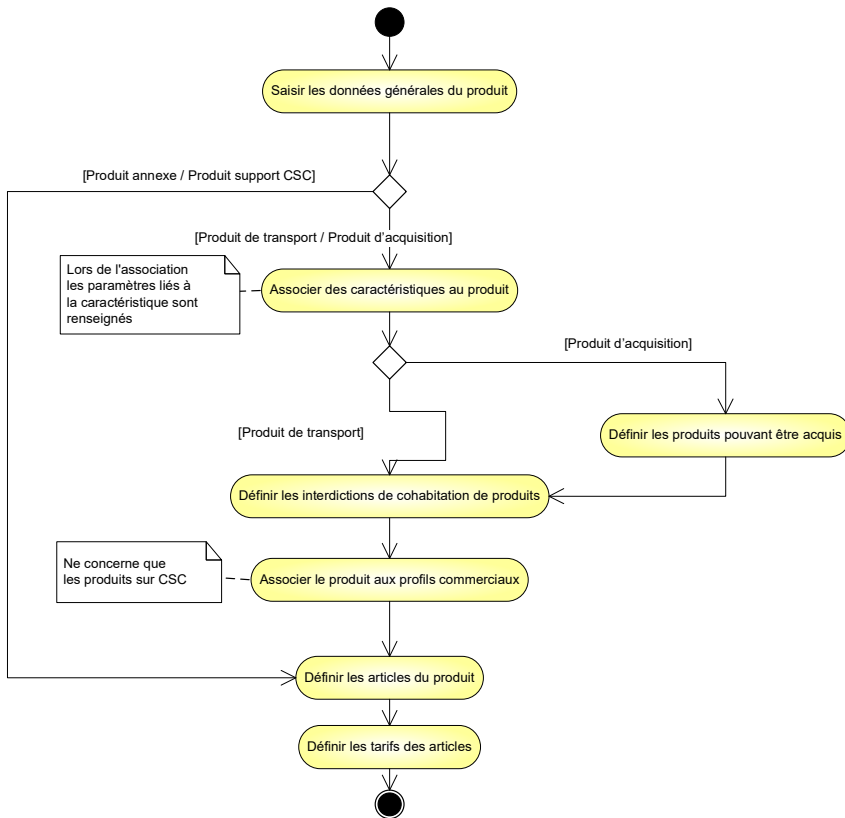 Saisir les données générales du produit
[Produit annexe / Produit support CSC]
[Produit de transport / Produit d'acquisition]
Lors de l'association
les paramètres liés à
la caractéristique sont
renseignés
Associer des caractéristiques au produit
[Produit d'acquisition]
Définir les produits pouvant être acquis
[Produit de transport]
Définir les interdictions de cohabitation de produits
Ne concerne que
les produits sur CSC
Associer le produit aux profils commerciaux
Définir les articles du produit
Définir les tarifs des articles